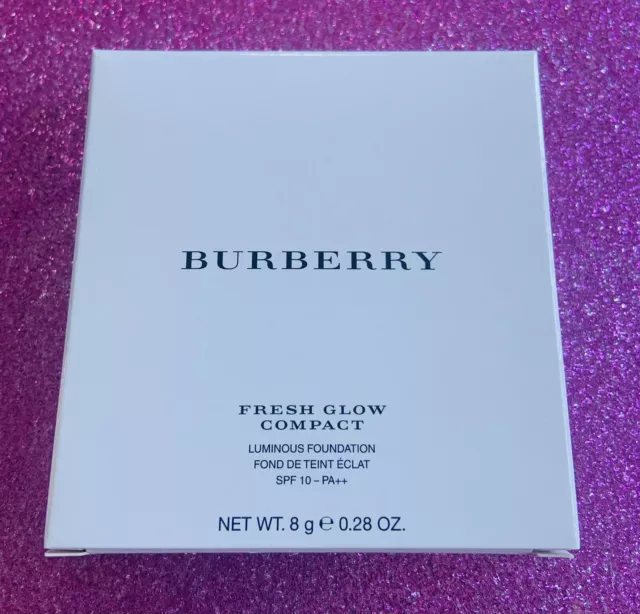 BURBERRY
FRESH GLOW
COMPACT
LUMINOUS FOUNDATION
FOND DE TEINT ÉCLAT
SPF 10 – PA++
NET WT. 8 g ℮ 0.28 OZ.